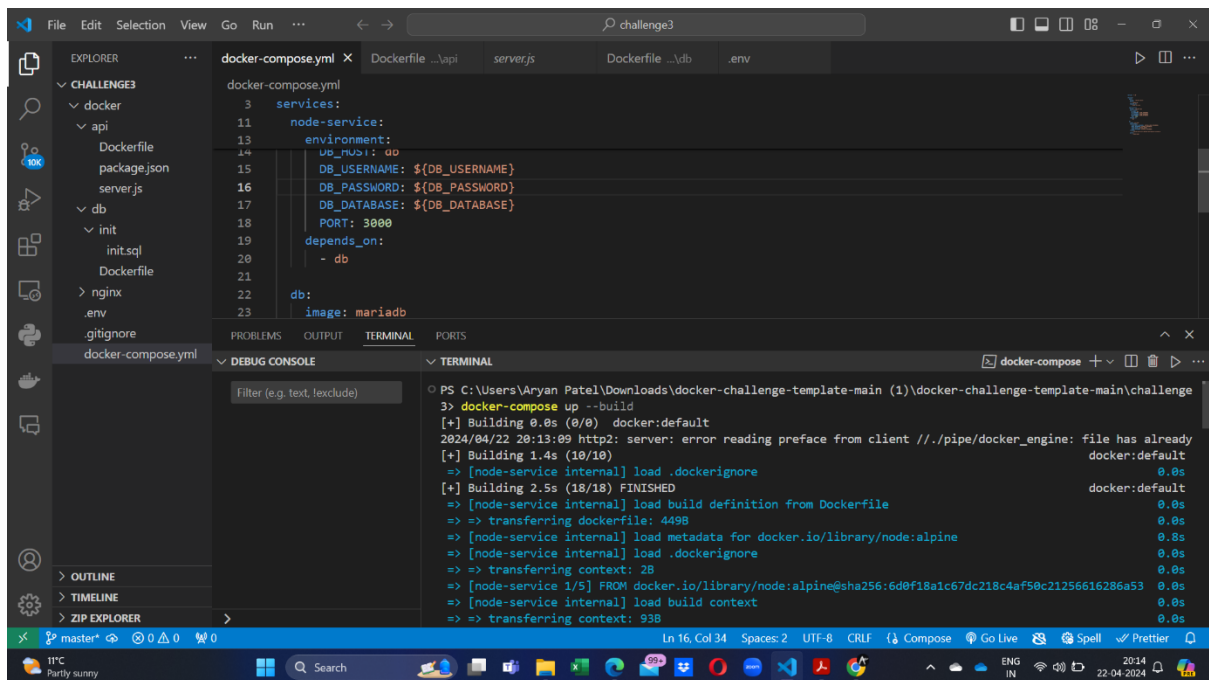 File Edit Selection View Go Run ··· challenge3
EXPLORER ···
CHALLENGE3
docker
api
Dockerfile
package.json
server.js
db
init
init.sql
Dockerfile
nginx
.env
.gitignore
docker-compose.yml
OUTLINE
TIMELINE
ZIP EXPLORER
10K
docker-compose.yml Dockerfile ...\api server.js Dockerfile ...\db .env
docker-compose.yml
3 services:
11 node-service:
13 environment:
14 DB_HOST: db
15 DB_USERNAME: ${DB_USERNAME}
16 DB_PASSWORD: ${DB_PASSWORD}
17 DB_DATABASE: ${DB_DATABASE}
18 PORT: 3000
19 depends_on:
20 - db
21
22 db:
23 image: mariadb
PROBLEMS OUTPUT TERMINAL PORTS
DEBUG CONSOLE
Filter (e.g. text, !exclude)
>
TERMINAL docker-compose
PS C:\Users\Aryan Patel\Downloads\docker-challenge-template-main (1)\docker-challenge-template-main\challenge
3> docker-compose up --build
[+] Building 0.0s (0/0) docker:default
2024/04/22 20:13:09 http2: server: error reading preface from client //./pipe/docker_engine: file has already
[+] Building 1.4s (10/10) docker:default
=> [node-service internal] load .dockerignore 0.0s
[+] Building 2.5s (18/18) FINISHED docker:default
=> [node-service internal] load build definition from Dockerfile 0.0s
=> => transferring dockerfile: 449B 0.0s
=> [node-service internal] load metadata for docker.io/library/node:alpine 0.8s
=> [node-service internal] load .dockerignore 0.0s
=> => transferring context: 2B 0.0s
=> [node-service 1/5] FROM docker.io/library/node:alpine@sha256:6d0f18a1c67dc218c4af50c21256616286a53 0.0s
=> [node-service internal] load build context 0.0s
=> => transferring context: 93B 0.0s
master* 0 0 0 Ln 16, Col 34 Spaces: 2 UTF-8 CRLF Compose Go Live Spell Prettier
11°C
Partly sunny
Search
99+
zoom
ENG
IN
20:14
22-04-2024